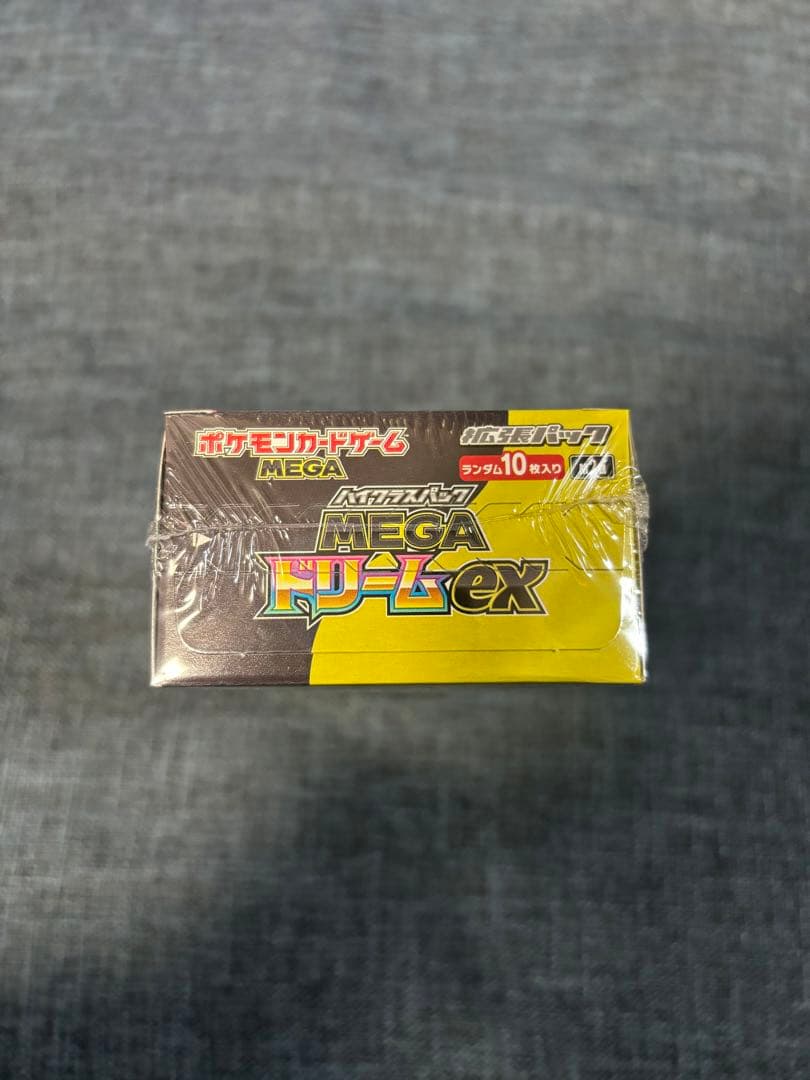 ポケモンカードゲーム
MEGA
拡張パック
ランダム10枚入り
ハイクラスパック
MEGA
ドリームex